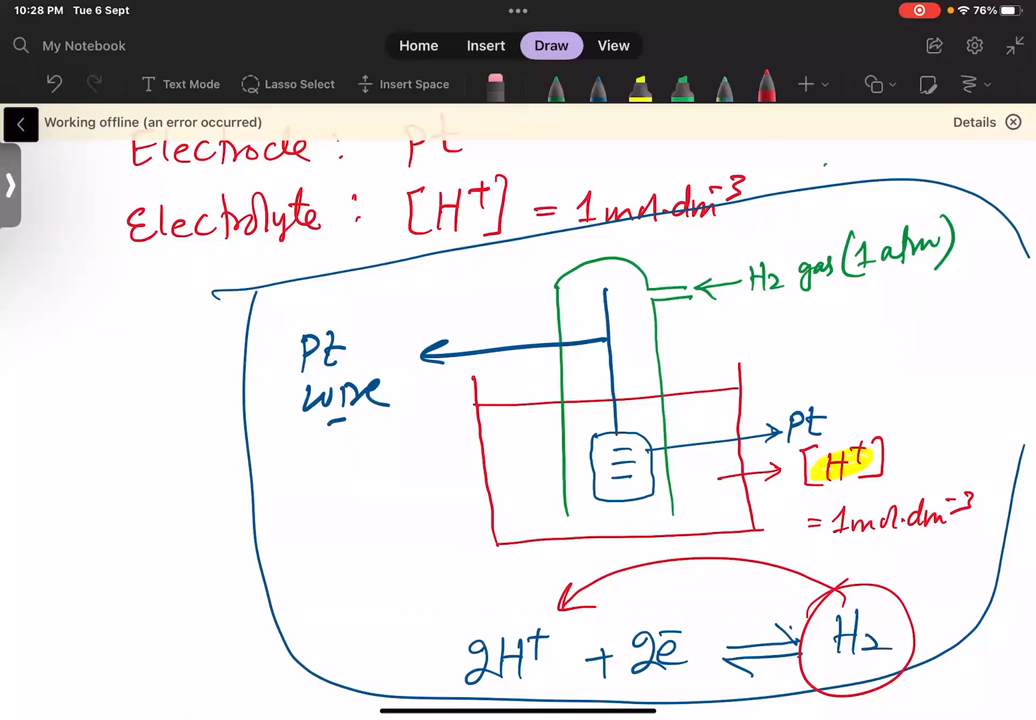 10:28 PM Tue 6 Sept
76%
My Notebook
Home Insert Draw View
Text Mode Lasso Select Insert Space
Working offline (an error occurred)
Details
Electrode : Pt
Electrolyte : [H⁺] = 1 mol.dm⁻³
← H₂ gas (1 atm)
Pt
wire
Pt
[H⁺]
= 1 mol.dm⁻³
2H⁺ + 2ē ⇌ H₂